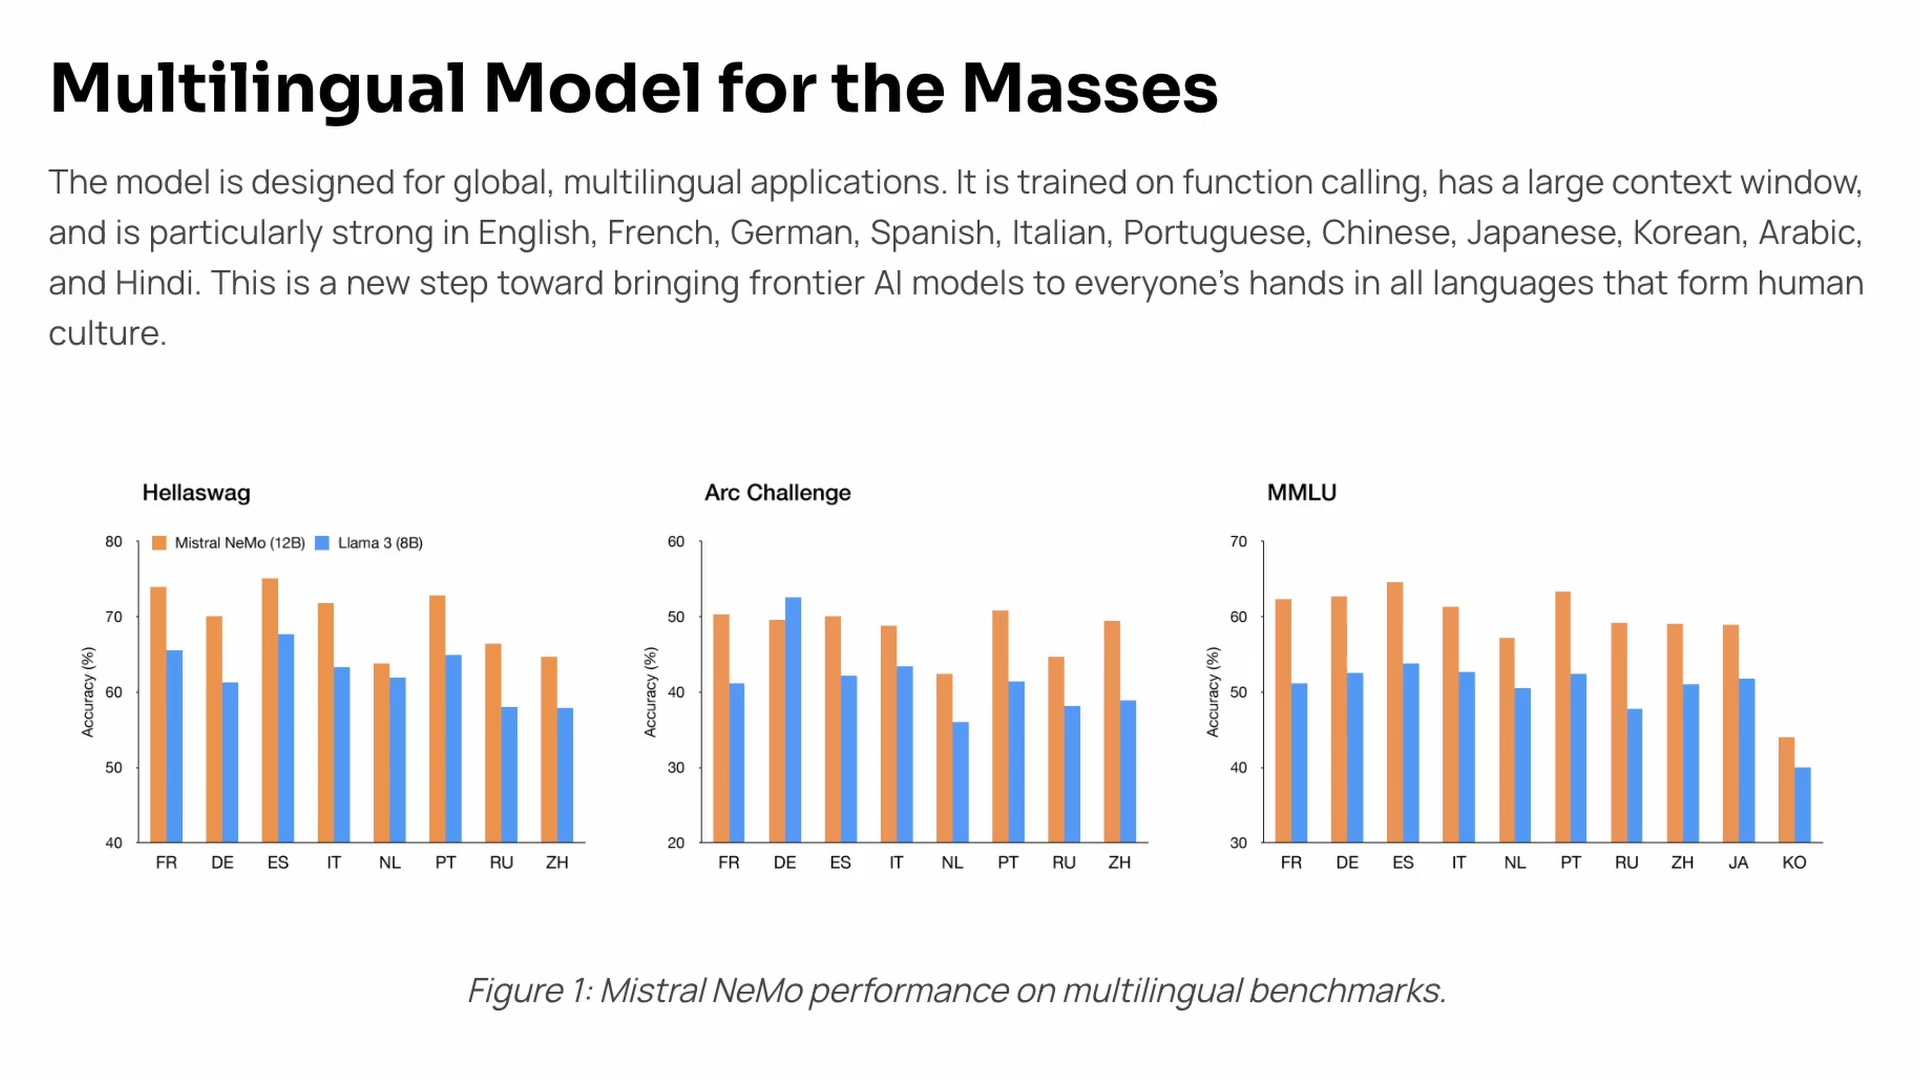 Multilingual Model for the Masses
The model is designed for global, multilingual applications. It is trained on function calling, has a large context window,
and is particularly strong in English, French, German, Spanish, Italian, Portuguese, Chinese, Japanese, Korean, Arabic,
and Hindi. This is a new step toward bringing frontier AI models to everyone’s hands in all languages that form human
culture.
Hellaswag
Mistral NeMo (12B) Llama 3 (8B)
Accuracy (%)
80
70
60
50
40
FR DE ES IT NL PT RU ZH
Arc Challenge
Accuracy (%)
60
50
40
30
20
FR DE ES IT NL PT RU ZH
MMLU
Accuracy (%)
70
60
50
40
30
FR DE ES IT NL PT RU ZH JA KO
Figure 1: Mistral NeMo performance on multilingual benchmarks.